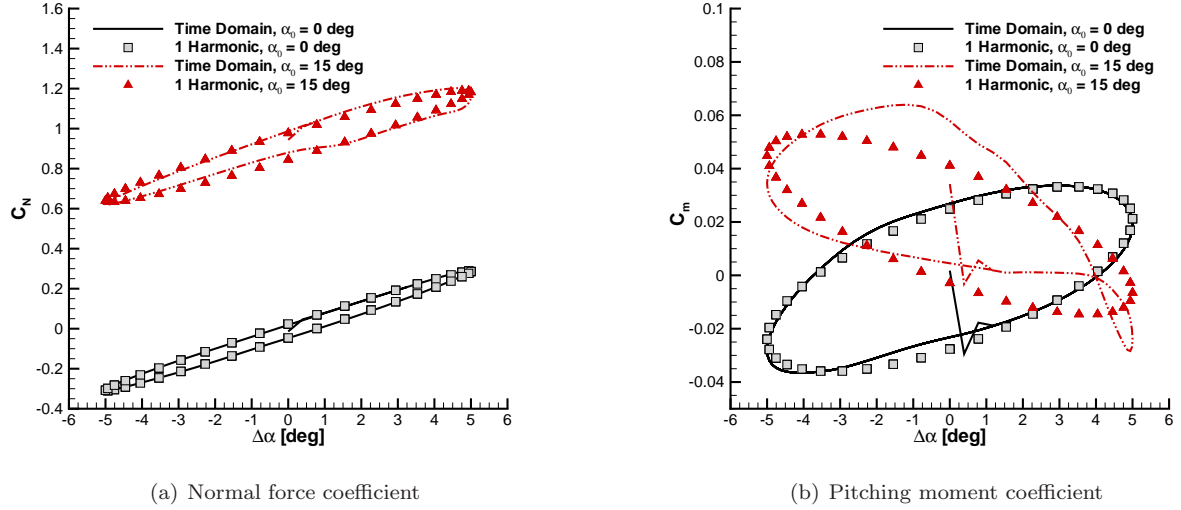 Time Domain, α₀ = 0 deg
1 Harmonic, α₀ = 0 deg
Time Domain, α₀ = 15 deg
1 Harmonic, α₀ = 15 deg
1.6
1.4
1.2
1
0.8
0.6
0.4
0.2
0
-0.2
-0.4
C_N
-6 -5 -4 -3 -2 -1 0 1 2 3 4 5 6
Δα [deg]
(a) Normal force coefficient
Time Domain, α₀ = 0 deg
1 Harmonic, α₀ = 0 deg
Time Domain, α₀ = 15 deg
1 Harmonic, α₀ = 15 deg
0.1
0.08
0.06
0.04
0.02
0
-0.02
-0.04
C_m
-6 -5 -4 -3 -2 -1 0 1 2 3 4 5 6
Δα [deg]
(b) Pitching moment coefficient